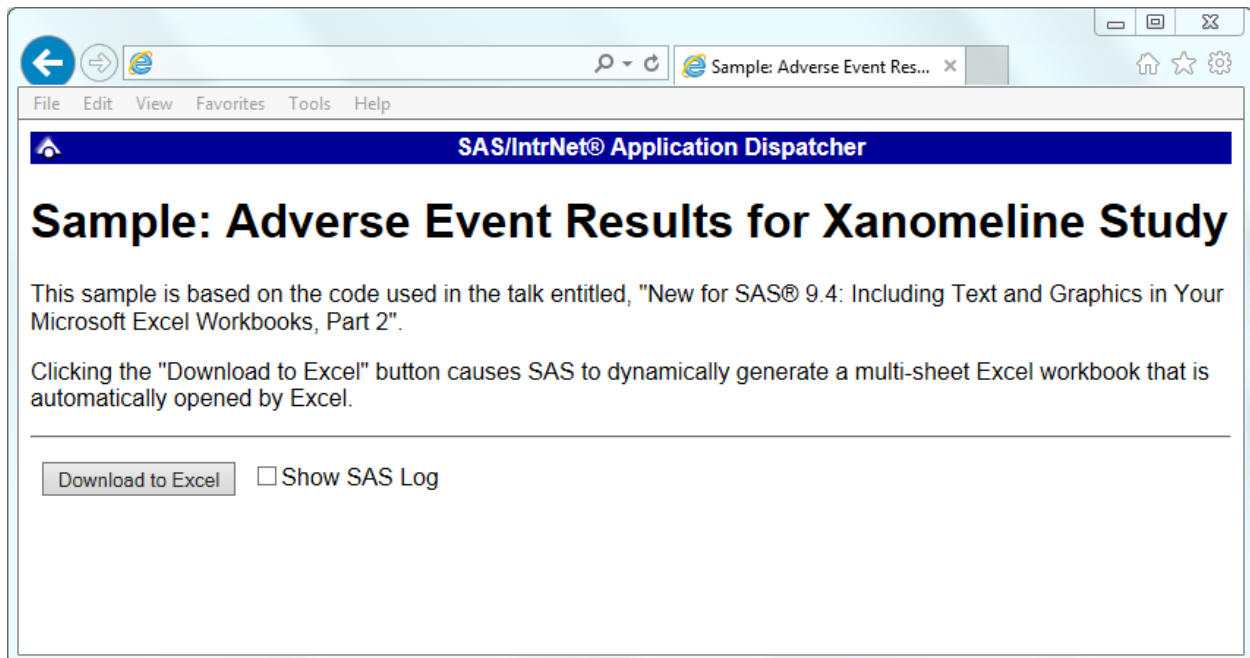 Sample: Adverse Event Res...
File Edit View Favorites Tools Help
SAS/IntrNet® Application Dispatcher
Sample: Adverse Event Results for Xanomeline Study
This sample is based on the code used in the talk entitled, "New for SAS® 9.4: Including Text and Graphics in Your
Microsoft Excel Workbooks, Part 2".
Clicking the "Download to Excel" button causes SAS to dynamically generate a multi-sheet Excel workbook that is
automatically opened by Excel.
Download to Excel Show SAS Log